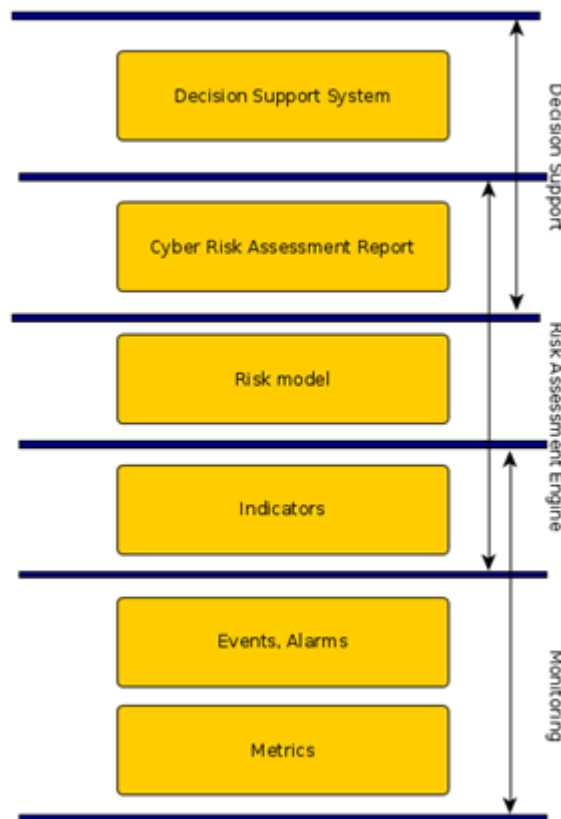 Decision Support System
Decision Support
Cyber Risk Assessment Report
Risk model
Risk Assessment Engine
Indicators
Events, Alarms
Monitoring
Metrics